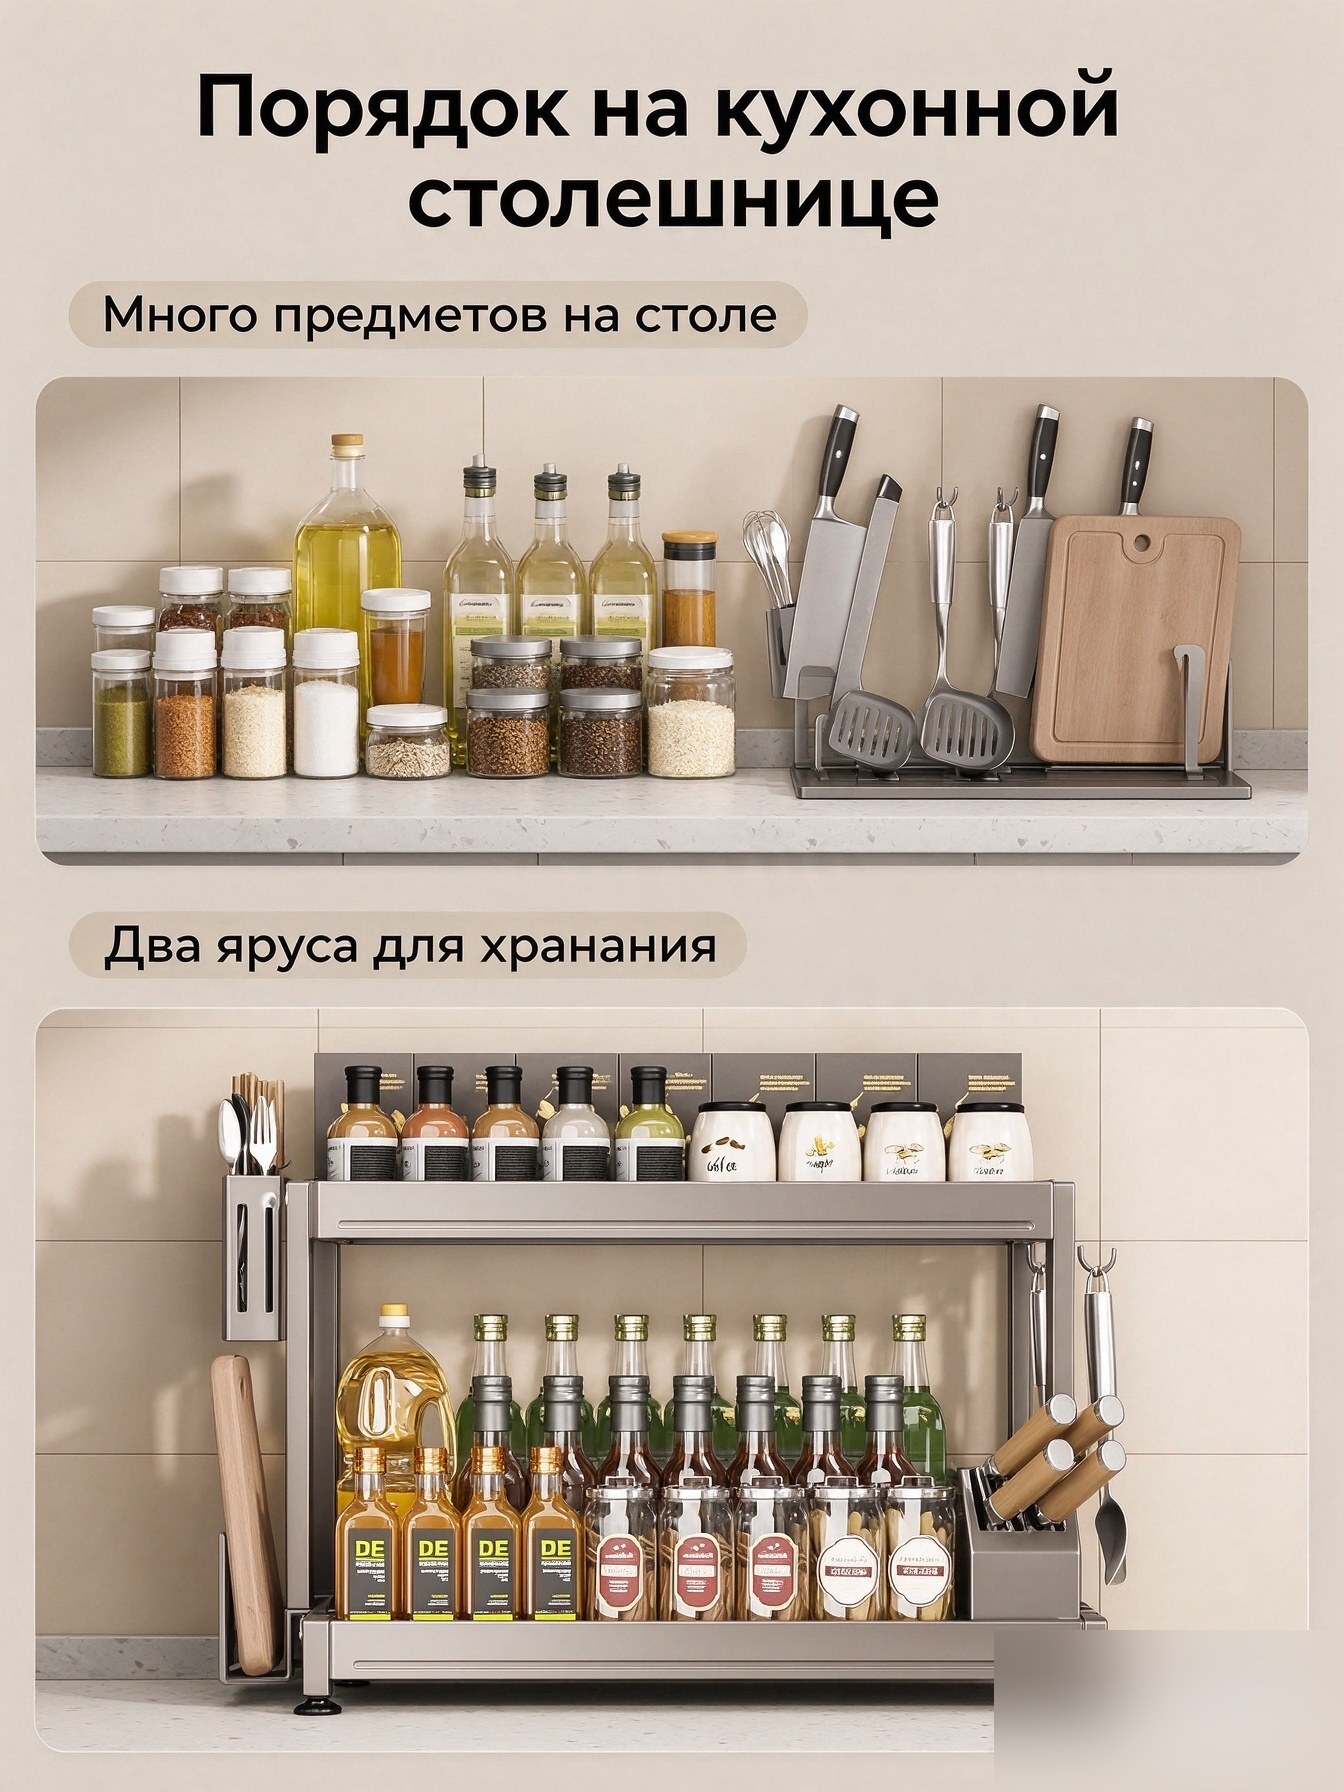 Порядок на кухонной
столешнице
Много предметов на столе
Два яруса для хранания
DE DE DE DE